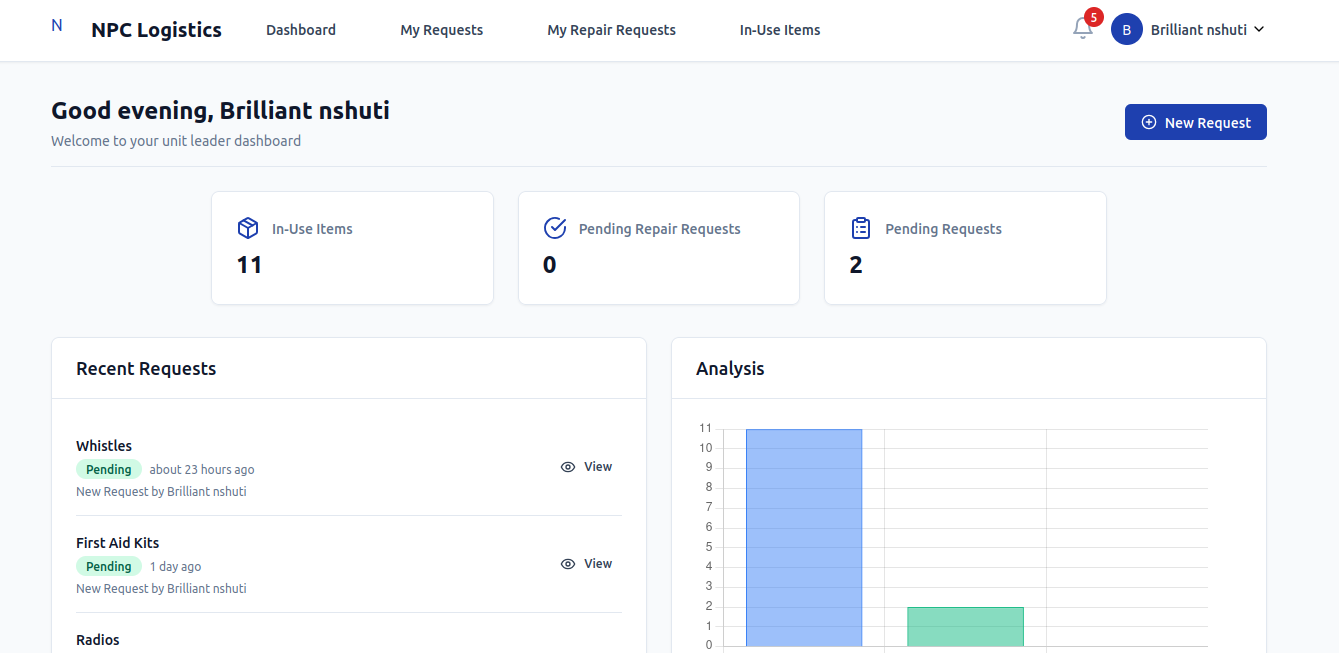 N NPC Logistics Dashboard My Requests My Repair Requests In-Use Items 5 B Brilliant nshuti
Good evening, Brilliant nshuti
Welcome to your unit leader dashboard
New Request
In-Use Items
11
Pending Repair Requests
0
Pending Requests
2
Recent Requests
Whistles
Pending about 23 hours ago
New Request by Brilliant nshuti
View
First Aid Kits
Pending 1 day ago
New Request by Brilliant nshuti
View
Radios
Analysis
11
10
9
8
7
6
5
4
3
2
1
0